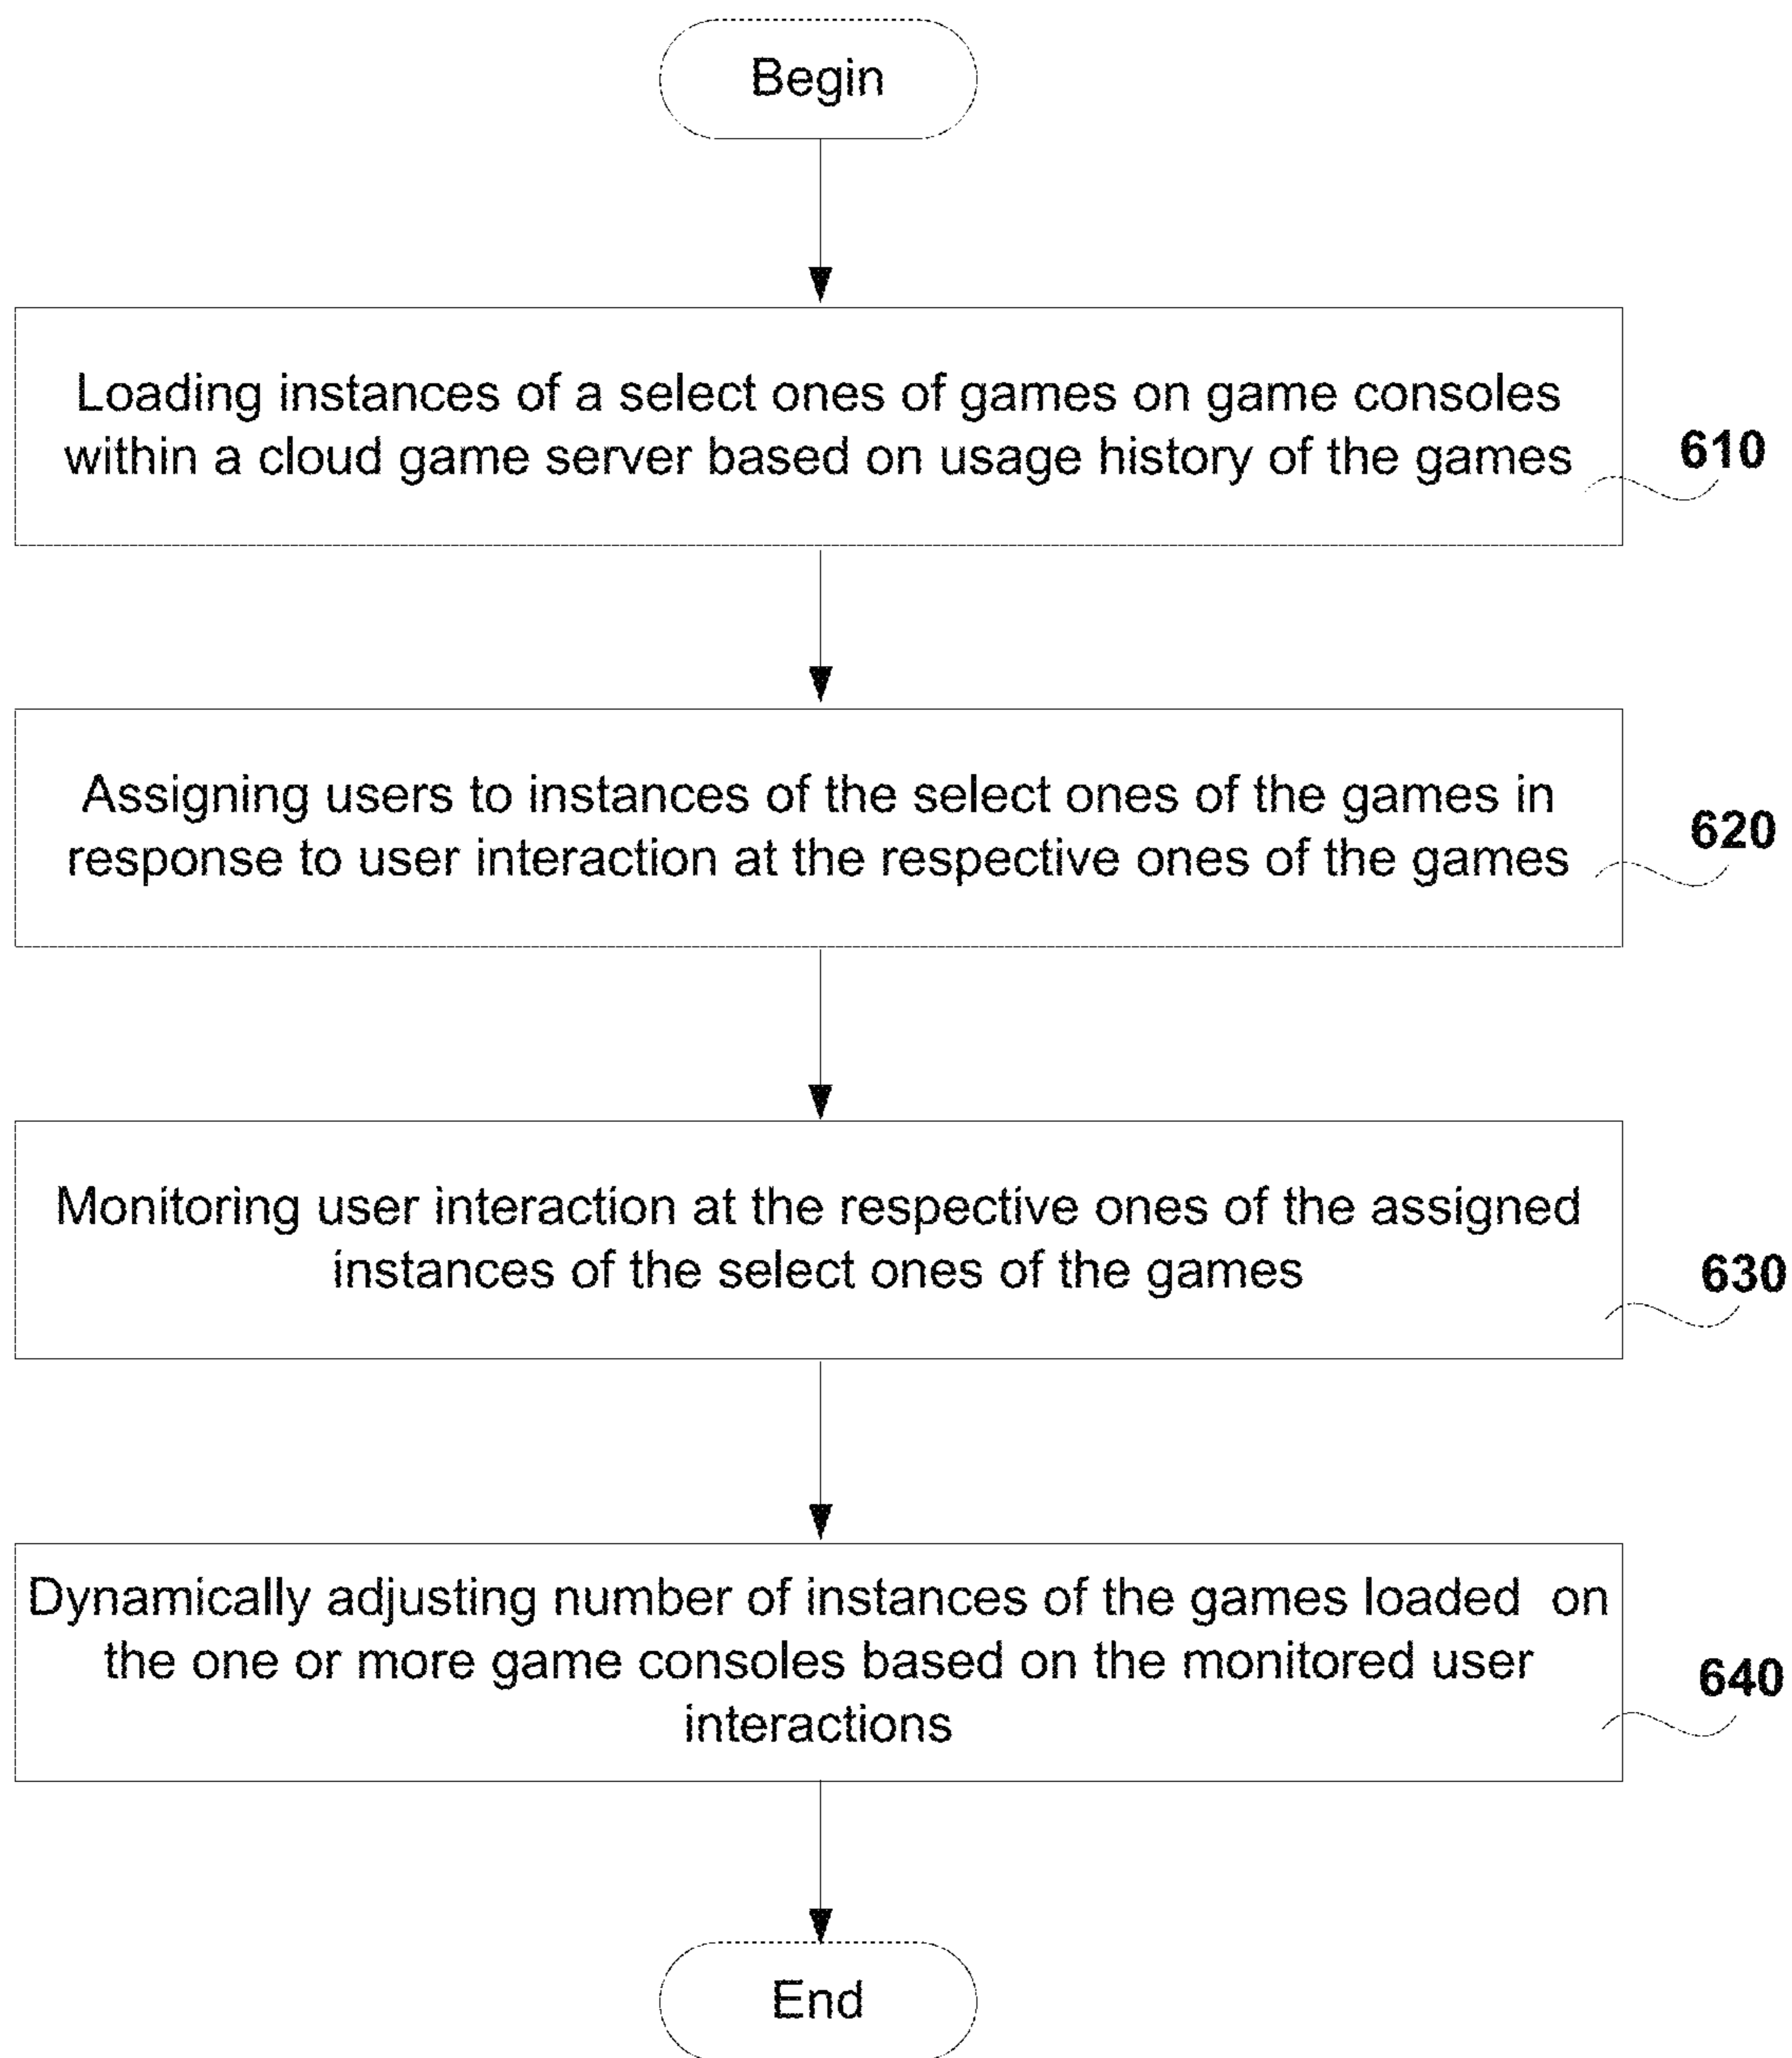 Begin
Loading instances of a select ones of games on game consoles
within a cloud game server based on usage history of the games
610
Assigning users to instances of the select ones of the games in
response to user interaction at the respective ones of the games
620
Monitoring user interaction at the respective ones of the assigned
instances of the select ones of the games
630
Dynamically adjusting number of instances of the games loaded  on
the one or more game consoles based on the monitored user
interactions
640
End